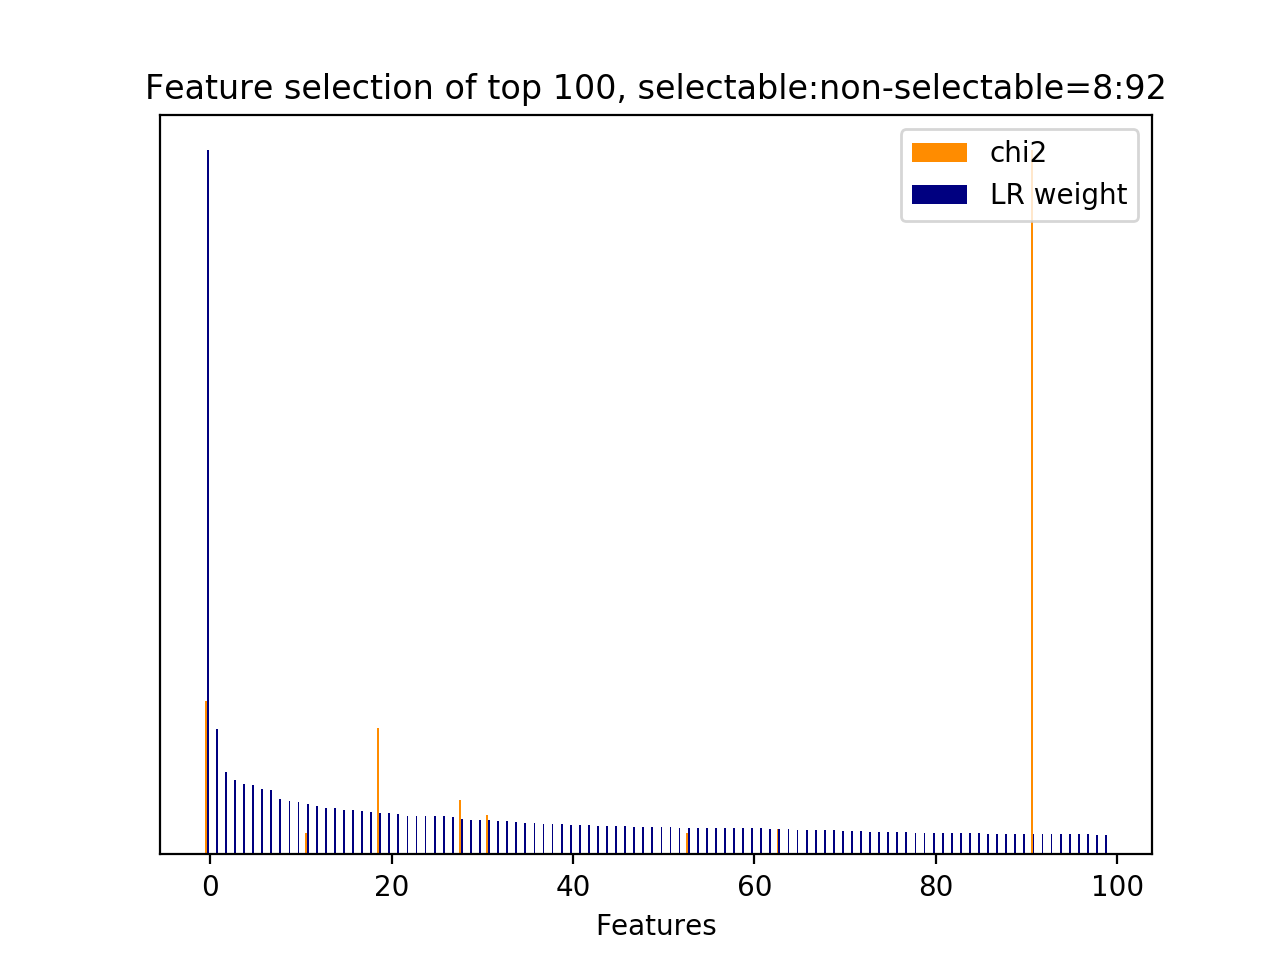 Feature selection of top 100, selectable:non-selectable=8:92
chi2
LR weight
0 20 40 60 80 100
Features